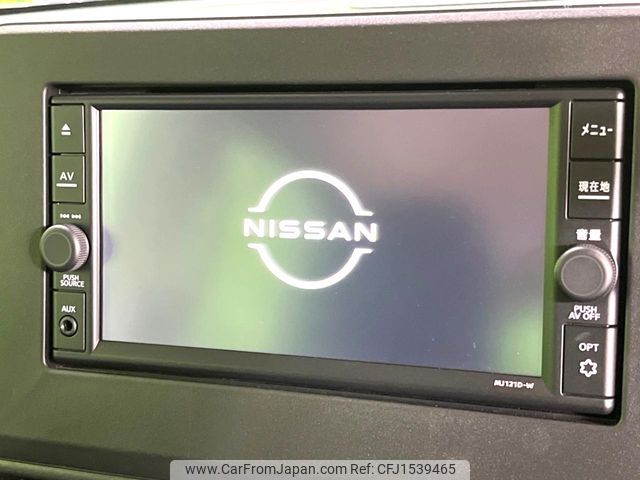 メニュー
AV
現在地
NISSAN
音量
PUSH
SOURCE
PUSH
AV OFF
AUX
OPT
MJ121D-W
www.CarFromJapan.com - CFJ1539465